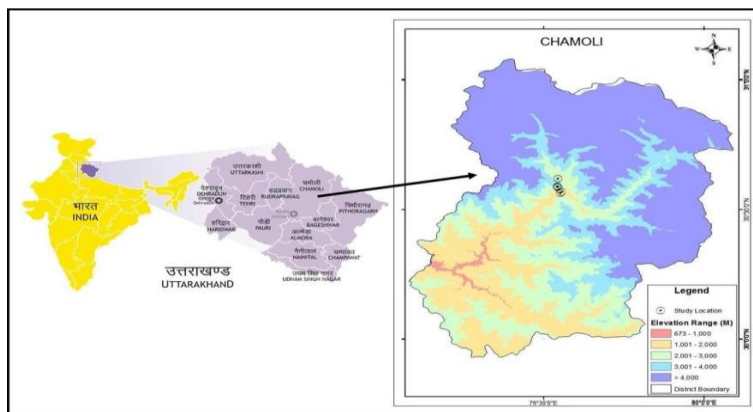 भारत
INDIA
उत्तराखण्ड
UTTARAKHAND
उत्तरकाशी
UTTARKASHI
चमोली
CHAMOLI
देहरादून
DEHRADUN
टिहरी
TEHRI
रुद्रप्रयाग
RUDRAPRAYAG
पिथौरागढ़
PITHORAGARH
हरिद्वार
HARIDWAR
पौड़ी
PAURI
बागेश्वर
BAGESHWAR
अल्मोड़ा
ALMORA
चम्पावत
CHAMPAWAT
नैनीताल
NAINITAL
उधम सिंह नगर
UDHAM SINGH NAGAR
CHAMOLI
N
W
E
S
Legend
Study Location
Elevation Range (M)
673 - 1,000
1,001 - 2,000
2,001 - 3,000
3,001 - 4,000
> 4,000
District Boundary
79°30'0"E
80°0'0"E